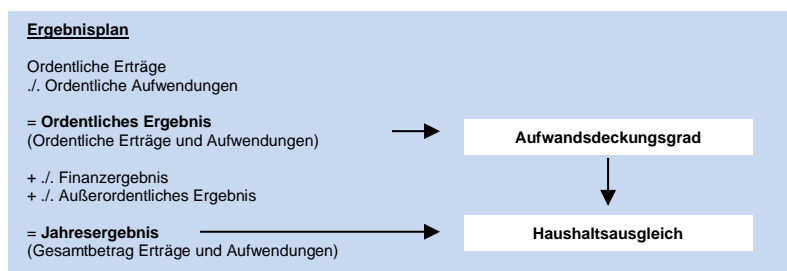 Ergebnisplan
Ordentliche Erträge
./. Ordentliche Aufwendungen
= Ordentliches Ergebnis
(Ordentliche Erträge und Aufwendungen)
Aufwandsdeckungsgrad
+ ./. Finanzergebnis
+ ./. Außerordentliches Ergebnis
= Jahresergebnis
(Gesamtbetrag Erträge und Aufwendungen)
Haushaltsausgleich